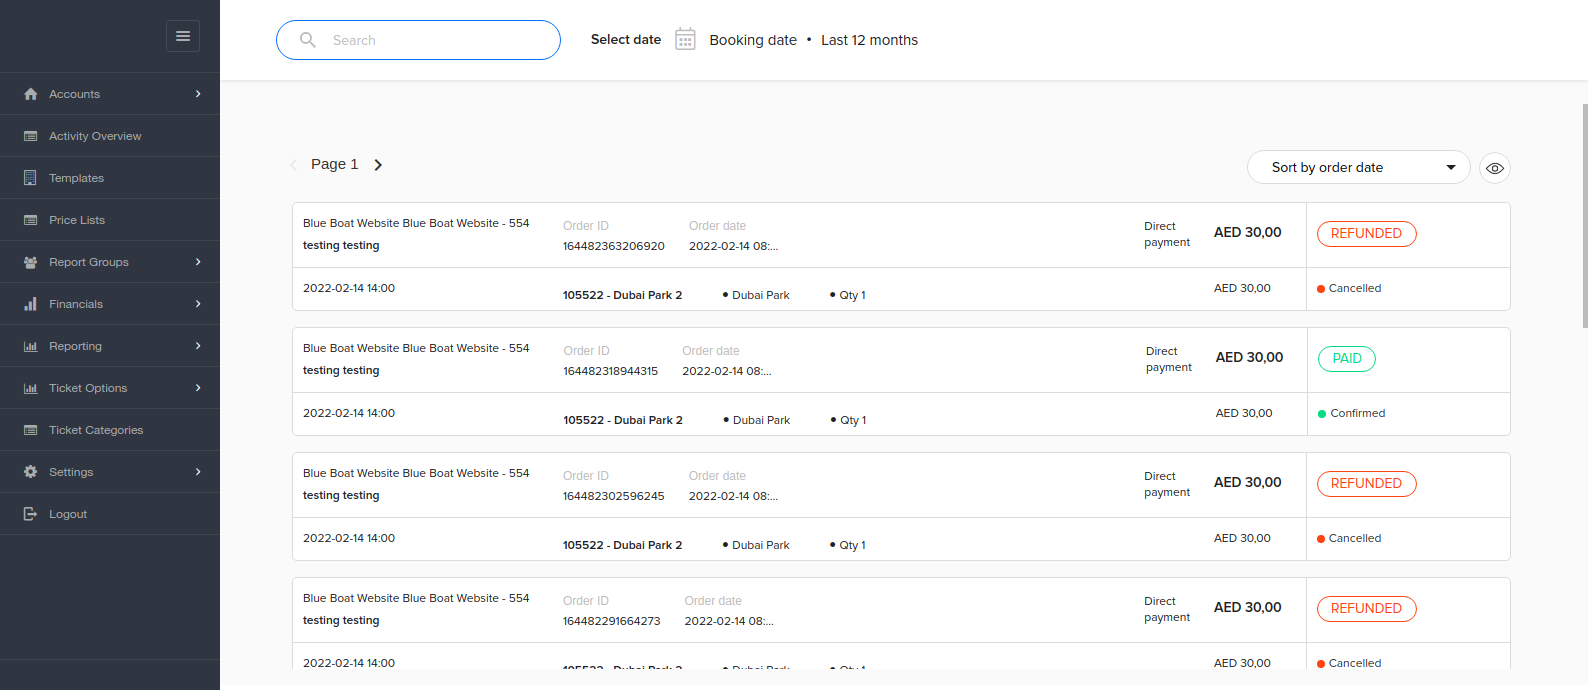 Search
Select date
Booking date • Last 12 months
Accounts
Activity Overview
Templates
Price Lists
Report Groups
Financials
Reporting
Ticket Options
Ticket Categories
Settings
Logout
Page 1
Sort by order date
Blue Boat Website Blue Boat Website - 554
testing testing
Order ID
164482363206920
Order date
2022-02-14 08:...
Direct
payment
AED 30,00
REFUNDED
2022-02-14 14:00
105522 - Dubai Park 2
• Dubai Park
• Qty 1
AED 30,00
Cancelled
Blue Boat Website Blue Boat Website - 554
testing testing
Order ID
164482318944315
Order date
2022-02-14 08:...
Direct
payment
AED 30,00
PAID
2022-02-14 14:00
105522 - Dubai Park 2
• Dubai Park
• Qty 1
AED 30,00
Confirmed
Blue Boat Website Blue Boat Website - 554
testing testing
Order ID
164482302596245
Order date
2022-02-14 08:...
Direct
payment
AED 30,00
REFUNDED
2022-02-14 14:00
105522 - Dubai Park 2
• Dubai Park
• Qty 1
AED 30,00
Cancelled
Blue Boat Website Blue Boat Website - 554
testing testing
Order ID
164482291664273
Order date
2022-02-14 08:...
Direct
payment
AED 30,00
REFUNDED
2022-02-14 14:00
105522 - Dubai Park 2
• Dubai Park
• Qty 1
AED 30,00
Cancelled